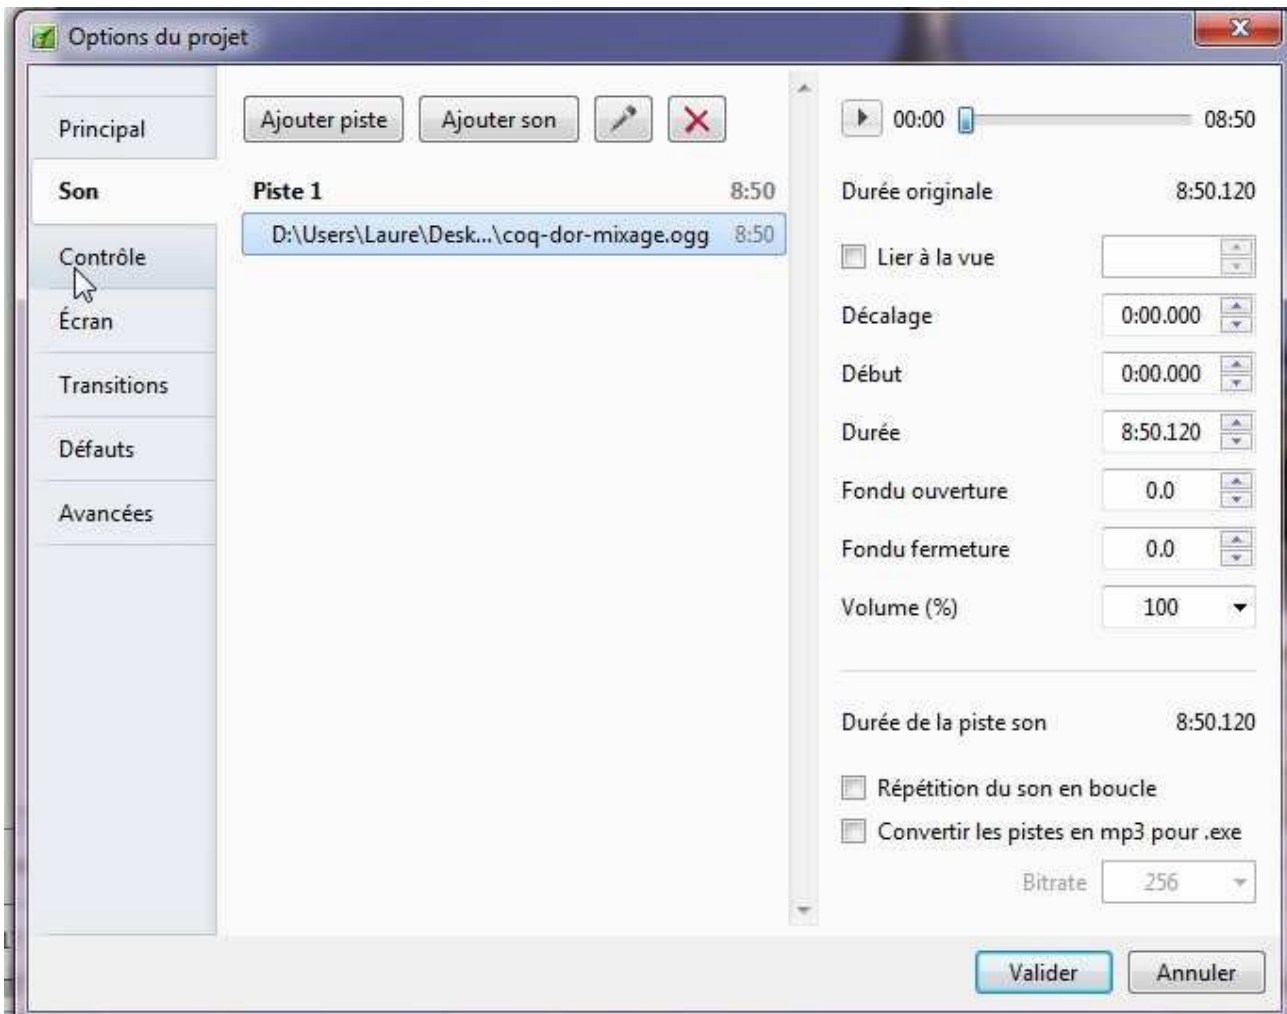 Options du projet
Principal
Son
Contrôle
Écran
Transitions
Défauts
Avancées
Ajouter piste
Ajouter son
Piste 1 8:50
D:\Users\Laure\Desk...\coq-dor-mixage.ogg 8:50
00:00 08:50
Durée originale 8:50.120
Lier à la vue
Décalage 0:00.000
Début 0:00.000
Durée 8:50.120
Fondu ouverture 0.0
Fondu fermeture 0.0
Volume (%) 100
Durée de la piste son 8:50.120
Répétition du son en boucle
Convertir les pistes en mp3 pour .exe
Bitrate 256
Valider
Annuler